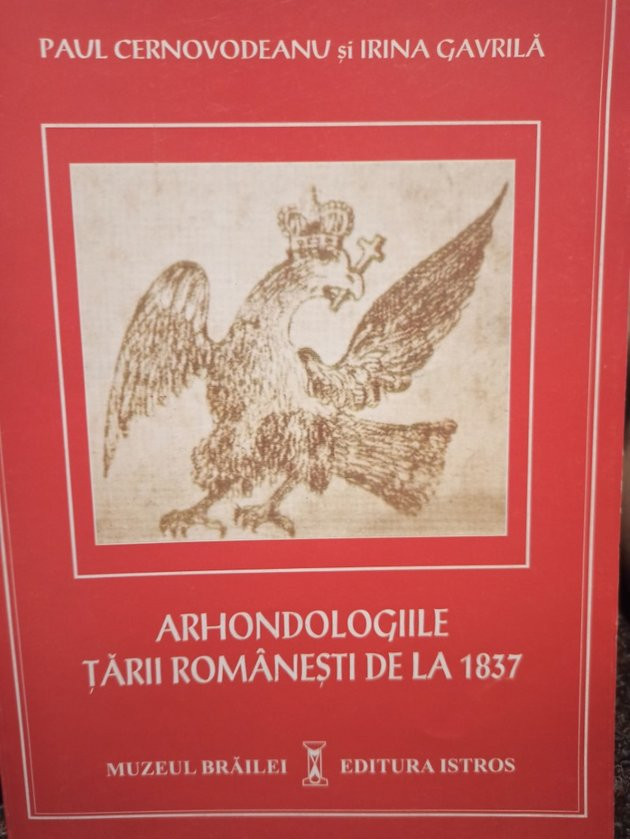 PAUL CERNOVODEANU și IRINA GAVRILĂ
ARHONDOLOGIILE
ȚĂRII ROMÂNEȘTI DE LA 1837
MUZEUL BRĂILEI EDITURA ISTROS